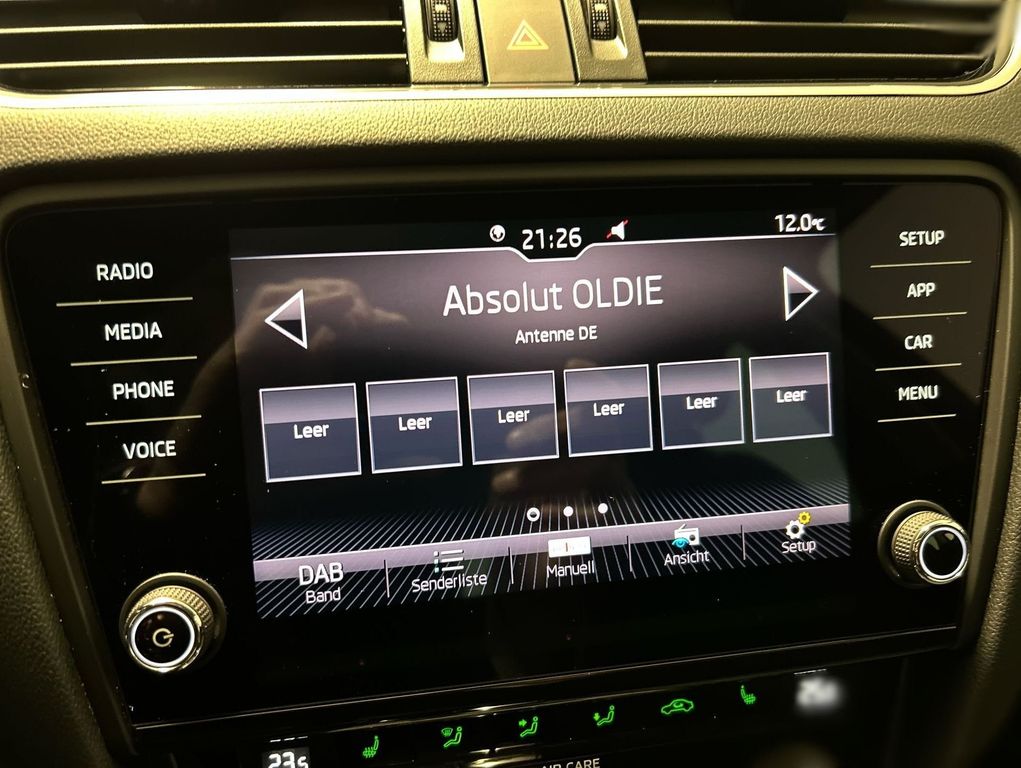 21:26
12.0°C
RADIO
MEDIA
PHONE
VOICE
Absolut OLDIE
Antenne DE
Leer
Leer
Leer
Leer
Leer
Leer
DAB
Band
Senderliste
Manuell
Ansicht
Setup
SETUP
APP
CAR
MENU